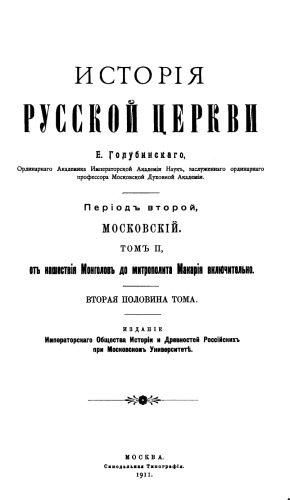 ИСТОРІЯ
РУССКОЙ ЦЕРКВИ
Е. Голубинскаго,
Ординарнаго Академика Императорской Академіи Наукъ, заслуженнаго ординарнаго
профессора Московской Духовной Академіи.
Періодъ второй,
МОСКОВСКІЙ.
ТОМЪ II,
отъ нашествія Монголовъ до митрополита Макарія включительно.
ВТОРАЯ ПОЛОВИНА ТОМА.
ИЗДАНІЕ
Императорскаго Общества Исторіи и Древностей Россійскихъ
при Московскомъ Университетѣ.
МОСКВА.
Синодальная Типографія.
1911.